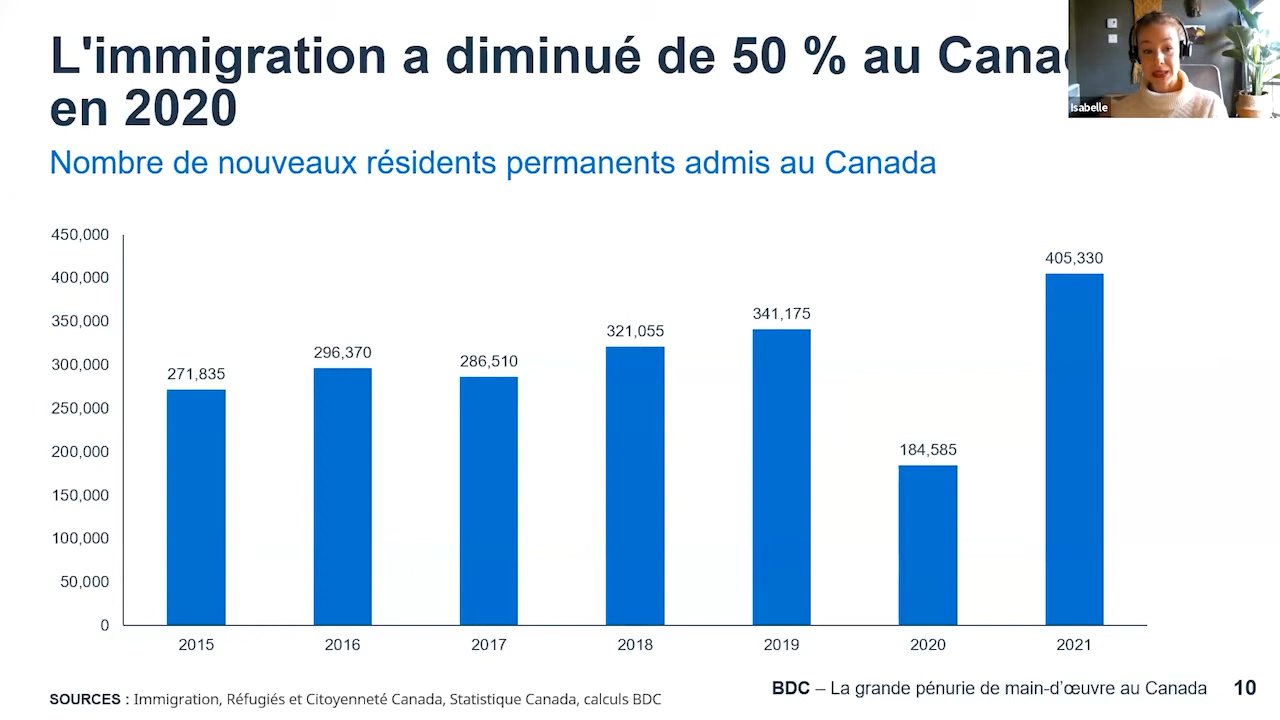 L'immigration a diminué de 50 % au
en 2020
Isabelle
Nombre de nouveaux résidents permanents admis au Canada
450,000
400,000
350,000
300,000
250,000
200,000
150,000
100,000
50,000
0
271,835
296,370
286,510
321,055
341,175
184,585
405,330
2015 2016 2017 2018 2019 2020 2021
SOURCES : Immigration, Réfugiés et Citoyenneté Canada, Statistique Canada, calculs BDC
BDC – La grande pénurie de main-d'œuvre au Canada 10